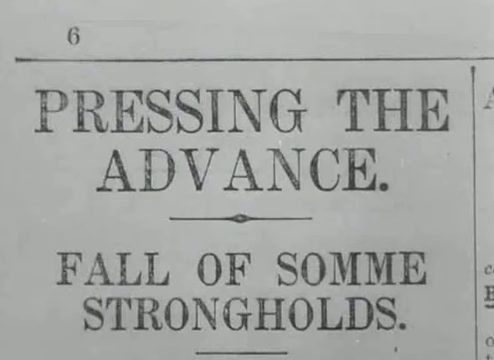 6
PRESSING THE
ADVANCE.
FALL OF SOMME
STRONGHOLDS.